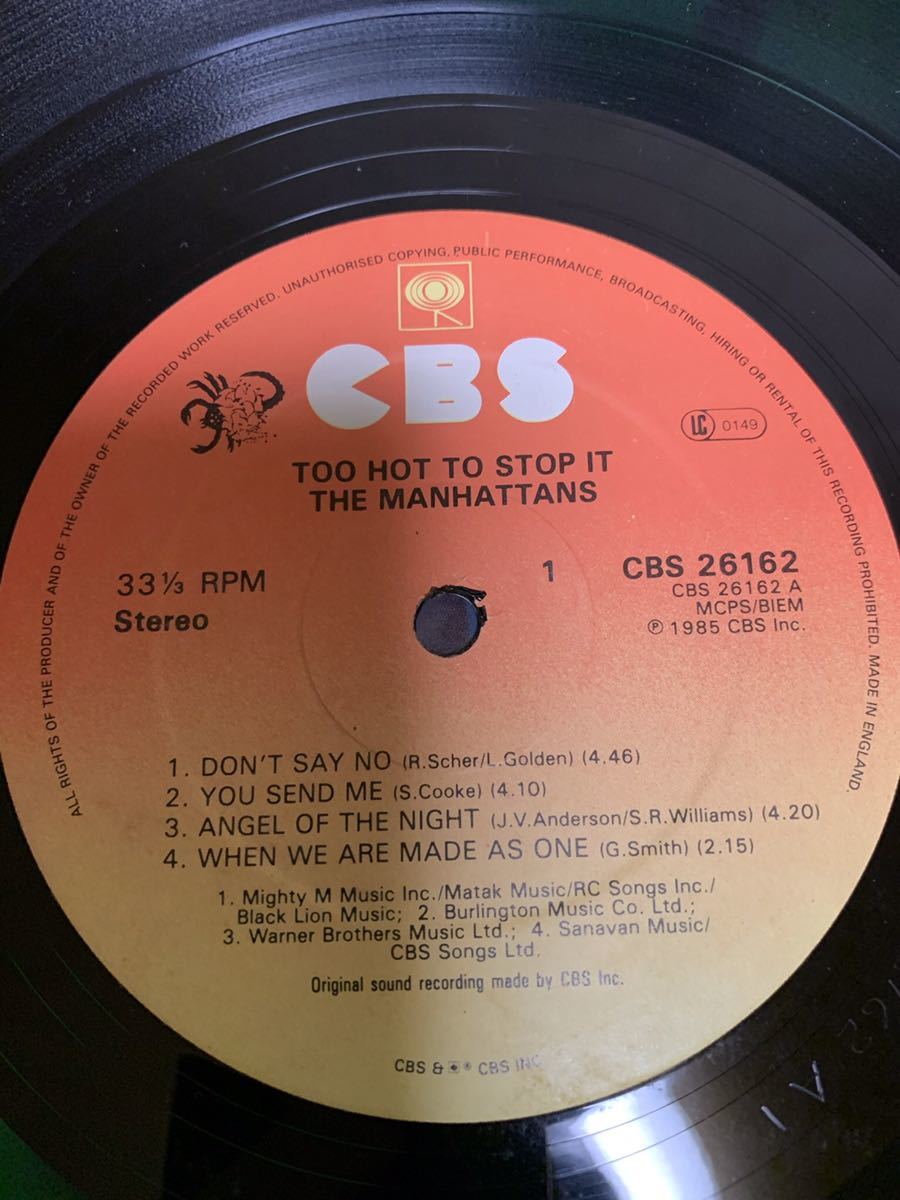 ALL RIGHTS OF THE PRODUCER AND OF THE OWNER OF THE RECORDED WORK RESERVED. UNAUTHORISED COPYING, PUBLIC PERFORMANCE, BROADCASTING, HIRING OR RENTAL OF THIS RECORDING PROHIBITED. MADE IN ENGLAND.
CBS
LC 0149
TOO HOT TO STOP IT
THE MANHATTANS
33⅓ RPM
Stereo
1
CBS 26162
CBS 26162 A
MCPS/BIEM
℗ 1985 CBS Inc.
1. DON'T SAY NO (R.Scher/L.Golden) (4.46)
2. YOU SEND ME (S.Cooke) (4.10)
3. ANGEL OF THE NIGHT (J.V.Anderson/S.R.Williams) (4.20)
4. WHEN WE ARE MADE AS ONE (G.Smith) (2.15)
1. Mighty M Music Inc./Matak Music/RC Songs Inc./
Black Lion Music; 2. Burlington Music Co. Ltd.;
3. Warner Brothers Music Ltd.; 4. Sanavan Music/
CBS Songs Ltd.
Original sound recording made by CBS Inc.
CBS & ® CBS INC
A1